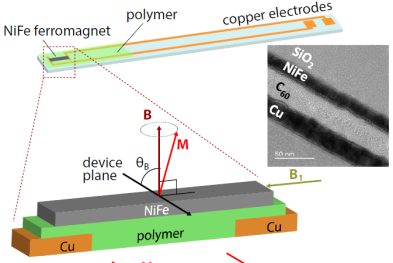 copper electrodes
polymer
NiFe ferromagnet
SiO2
NiFe
C60
Cu
50 nm
B
M
θB
device
plane
B1
NiFe
Cu
polymer
Cu